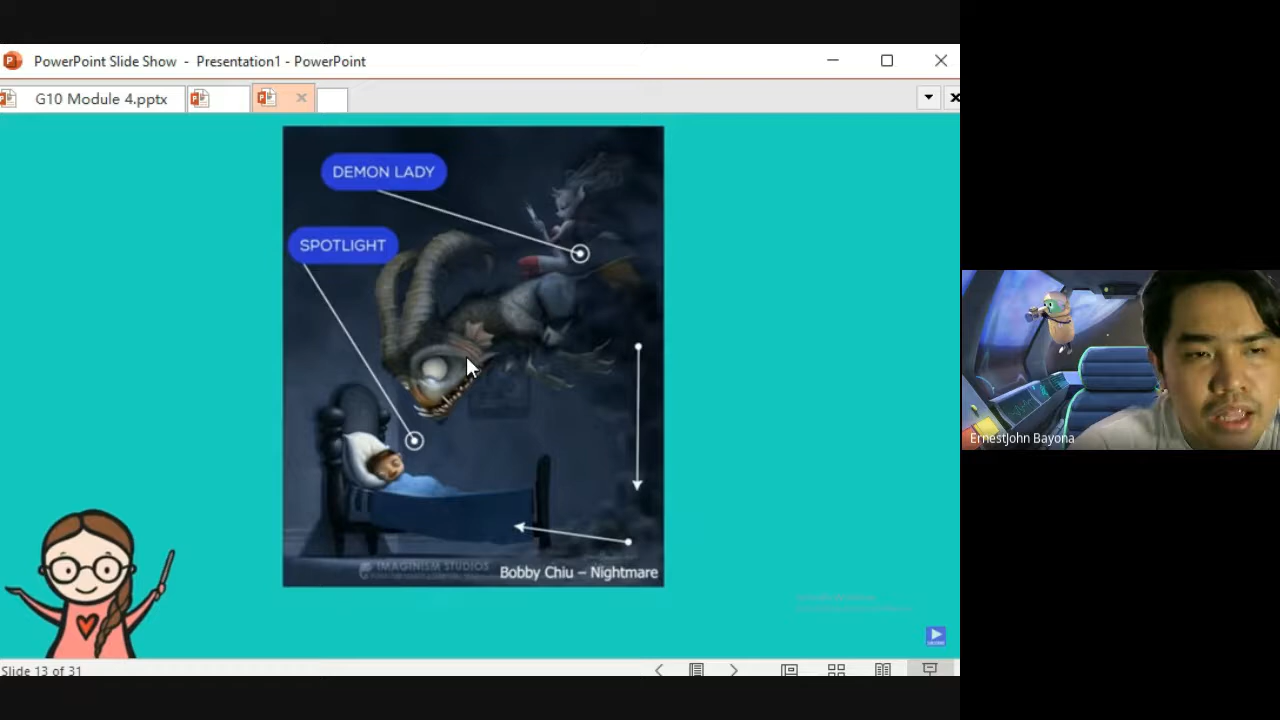 PowerPoint Slide Show - Presentation1 - PowerPoint
G10 Module 4.pptx
DEMON LADY
SPOTLIGHT
IMAGINISM STUDIOS
Bobby Chiu – Nightmare
ErnestJohn Bayona
Slide 13 of 31